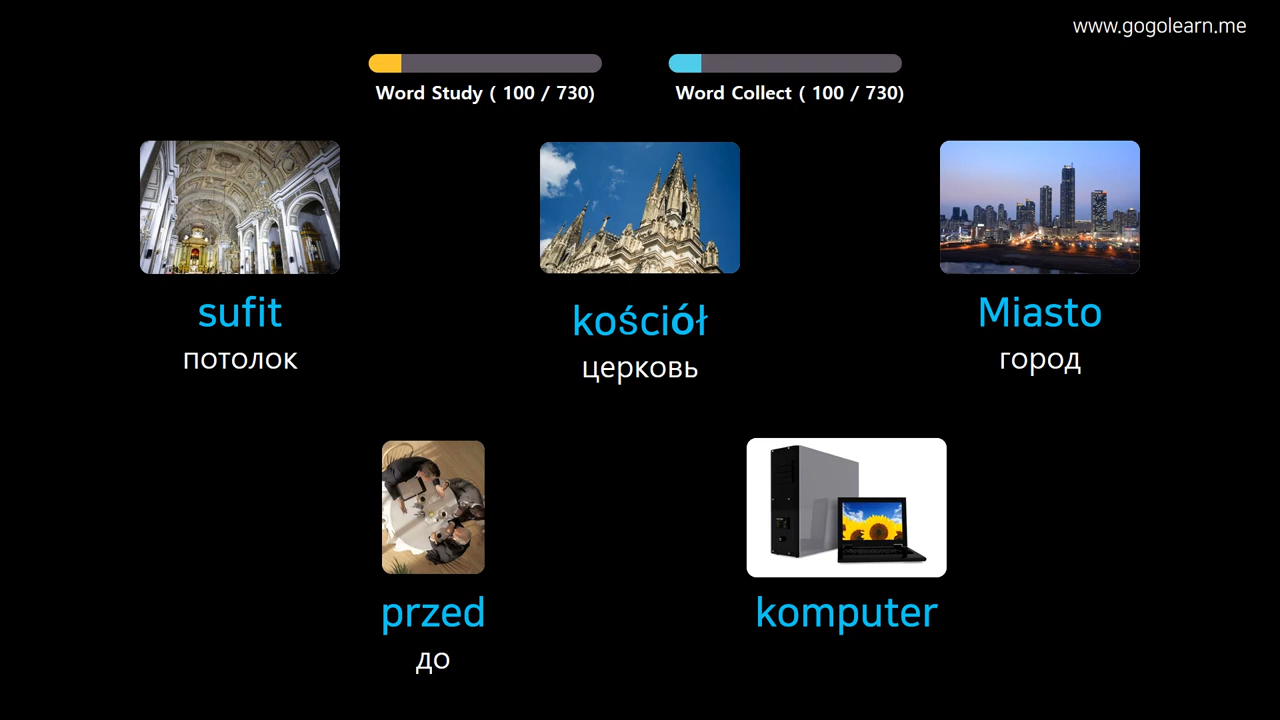 www.gogolearn.me
Word Study ( 100 / 730)
Word Collect ( 100 / 730)
sufit
потолок
kościół
церковь
Miasto
город
przed
до
komputer